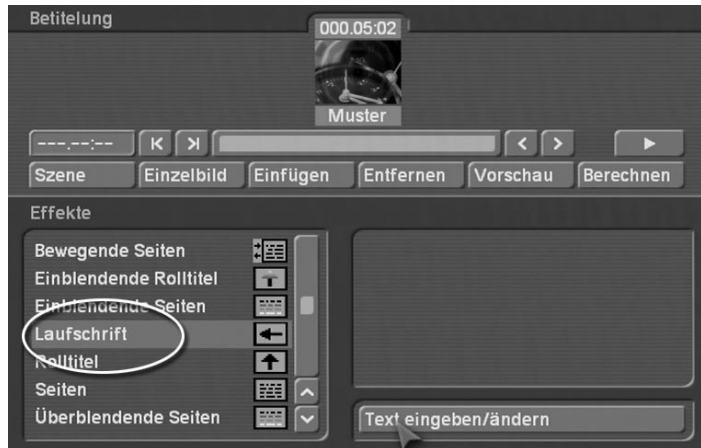 Betitelung
000.05:02
Muster
---.--:--
Szene Einzelbild Einfügen Entfernen Vorschau Berechnen
Effekte
Bewegende Seiten
Einblendende Rolltitel
Einblendende Seiten
Laufschrift
Rolltitel
Seiten
Überblendende Seiten
Text eingeben/ändern